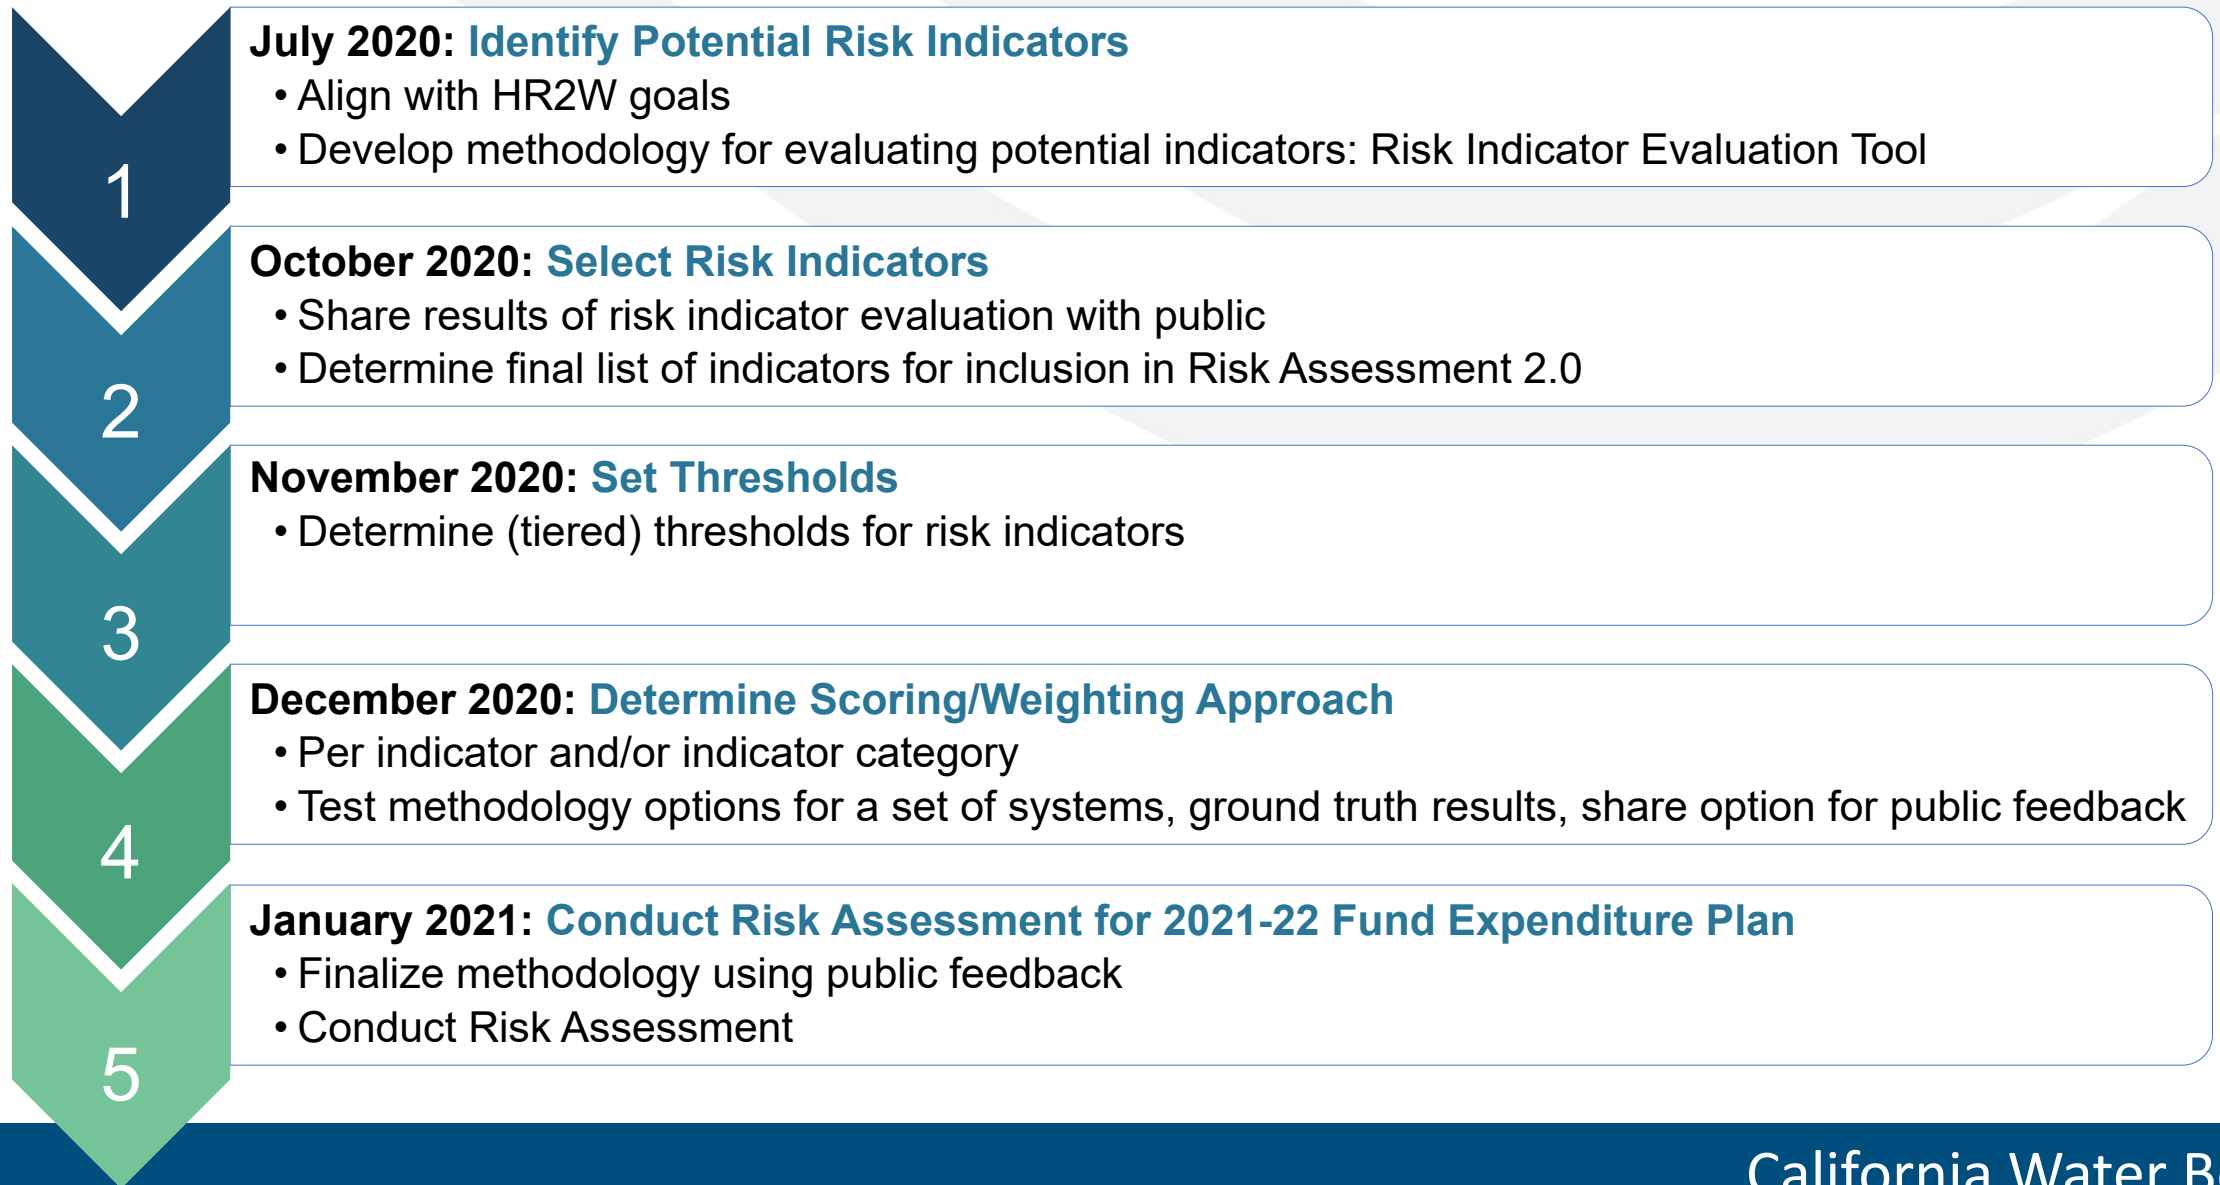 1
July 2020: Identify Potential Risk Indicators
• Align with HR2W goals
• Develop methodology for evaluating potential indicators: Risk Indicator Evaluation Tool
2
October 2020: Select Risk Indicators
• Share results of risk indicator evaluation with public
• Determine final list of indicators for inclusion in Risk Assessment 2.0
3
November 2020: Set Thresholds
• Determine (tiered) thresholds for risk indicators
4
December 2020: Determine Scoring/Weighting Approach
• Per indicator and/or indicator category
• Test methodology options for a set of systems, ground truth results, share option for public feedback
5
January 2021: Conduct Risk Assessment for 2021-22 Fund Expenditure Plan
• Finalize methodology using public feedback
• Conduct Risk Assessment
California Water